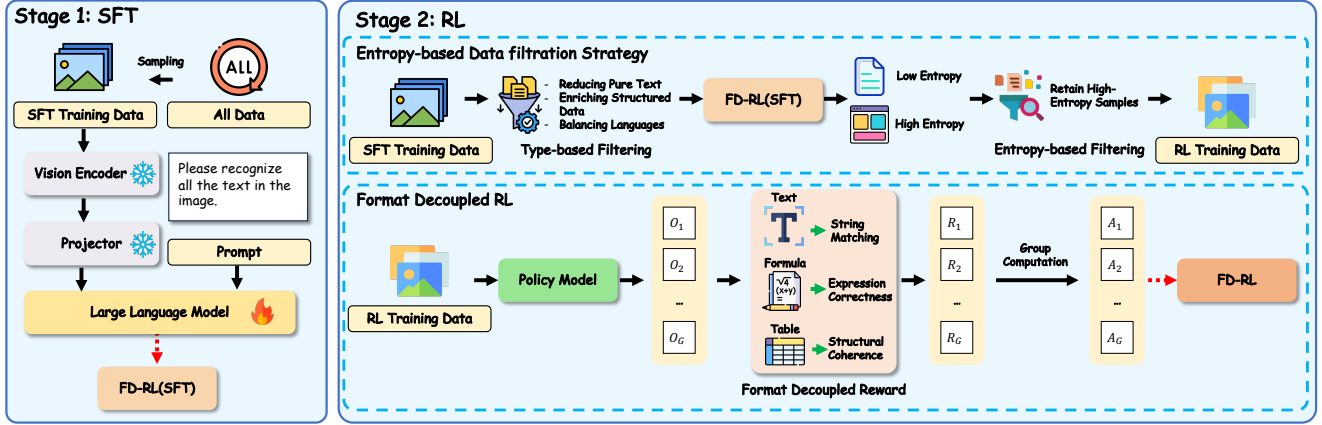 Stage 1: SFT
Sampling
ALL
SFT Training Data
All Data
Vision Encoder
Please recognize
all the text in the
image.
Projector
Prompt
Large Language Model
FD-RL(SFT)
Stage 2: RL
Entropy-based Data filtration Strategy
SFT Training Data
- Reducing Pure Text
- Enriching Structured
Data
- Balancing Languages
Type-based Filtering
FD-RL(SFT)
Low Entropy
High Entropy
Retain High-
Entropy Samples
Entropy-based Filtering
RL Training Data
Format Decoupled RL
RL Training Data
Policy Model
O₁
O₂
...
O_G
Text
T
String
Matching
Formula
√4
(x+y)
=
Expression
Correctness
Table
Structural
Coherence
Format Decoupled Reward
R₁
R₂
...
R_G
Group
Computation
A₁
A₂
...
A_G
FD-RL